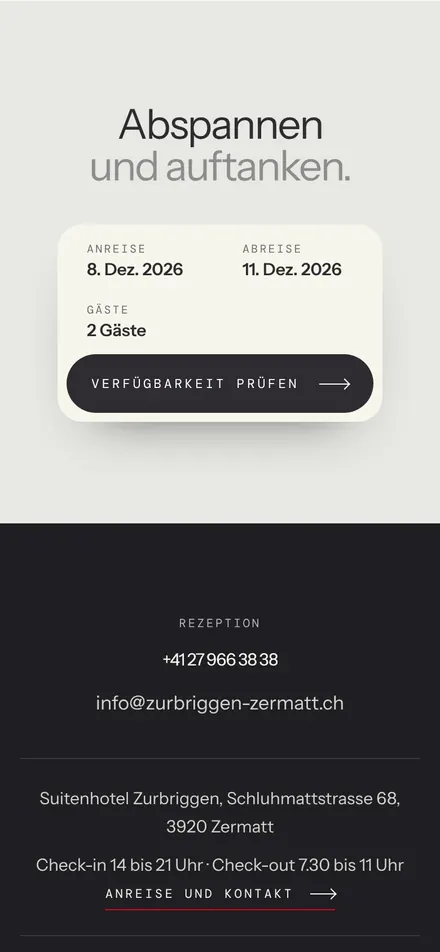 Abspannen
und auftanken.
ANREISE
8. Dez. 2026
ABREISE
11. Dez. 2026
GÄSTE
2 Gäste
VERFÜGBARKEIT PRÜFEN
REZEPTION
+41 27 966 38 38
info@zurbriggen-zermatt.ch
Suitenhotel Zurbriggen, Schluhmattstrasse 68,
3920 Zermatt
Check-in 14 bis 21 Uhr · Check-out 7.30 bis 11 Uhr
ANREISE UND KONTAKT